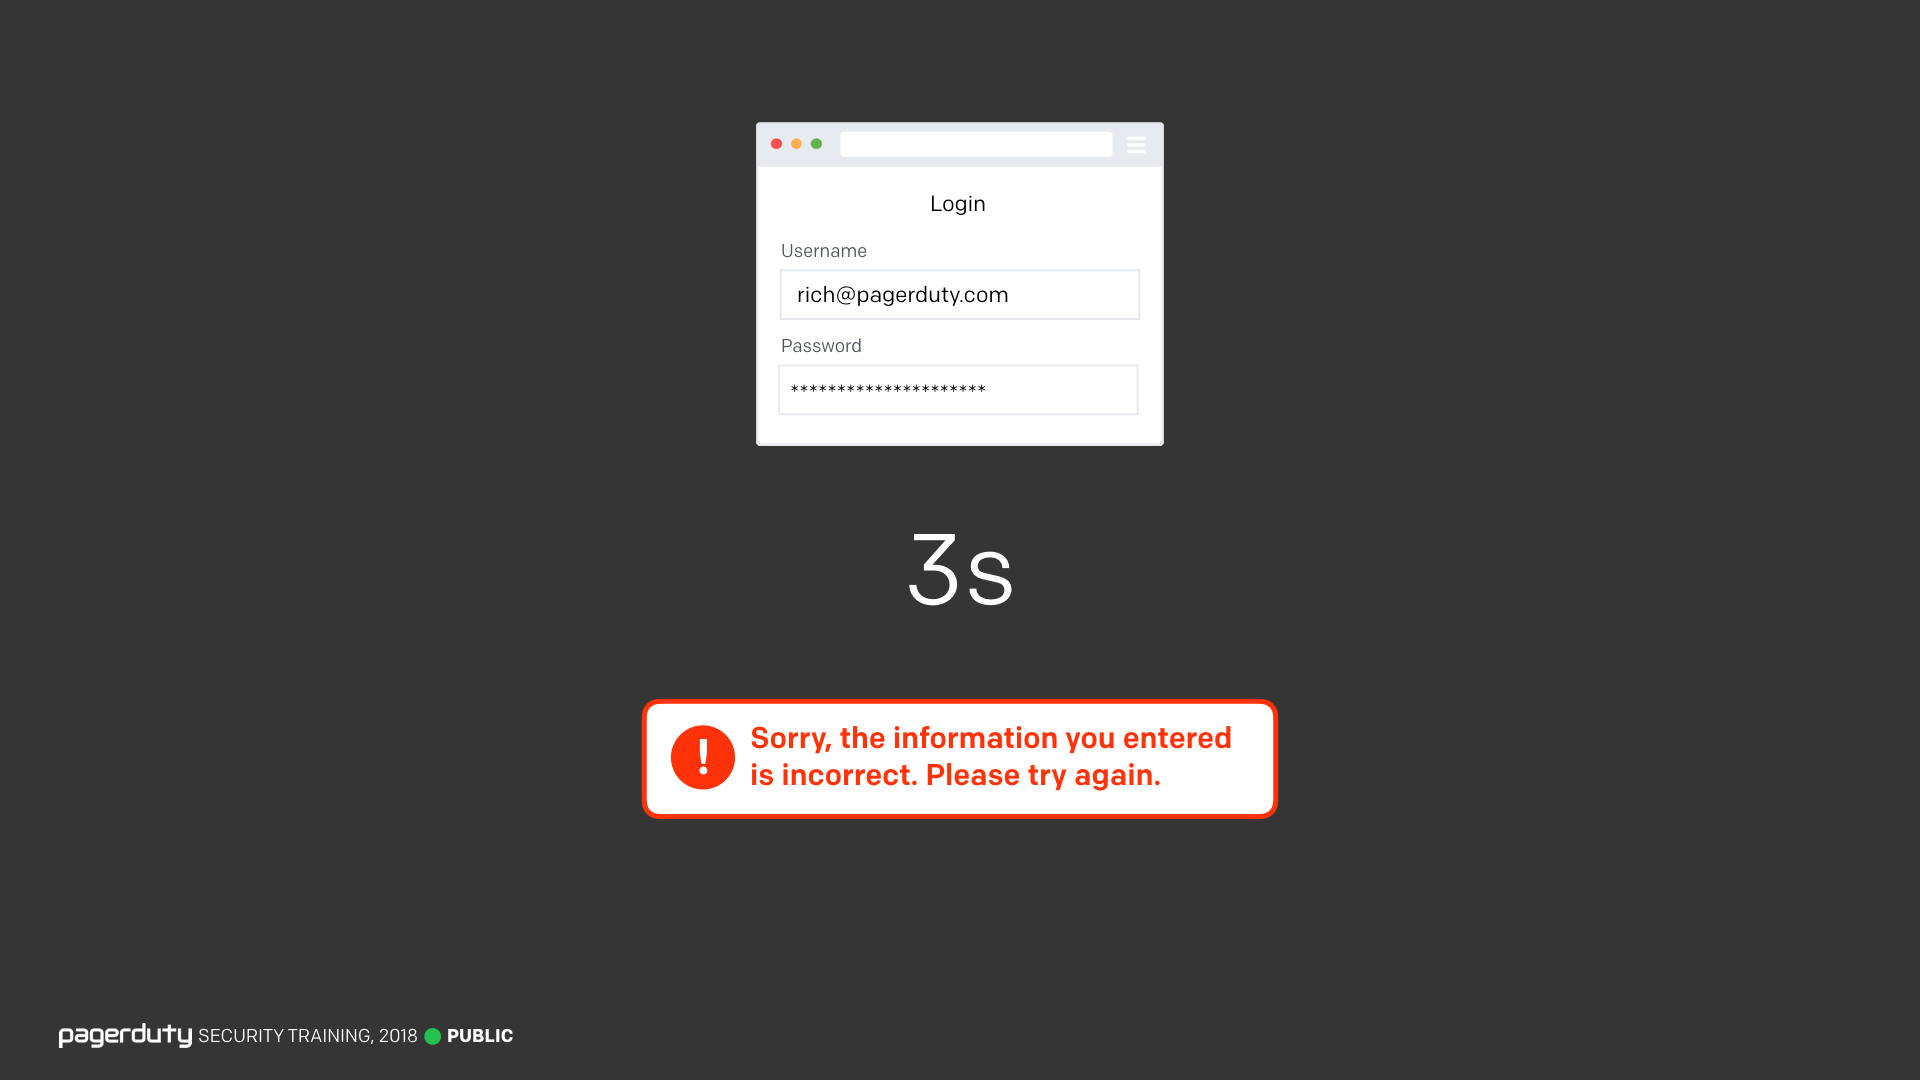 Login
Username
rich@pagerduty.com
Password
*********************
3s
Sorry, the information you entered
is incorrect. Please try again.
pagerduty SECURITY TRAINING, 2018 PUBLIC